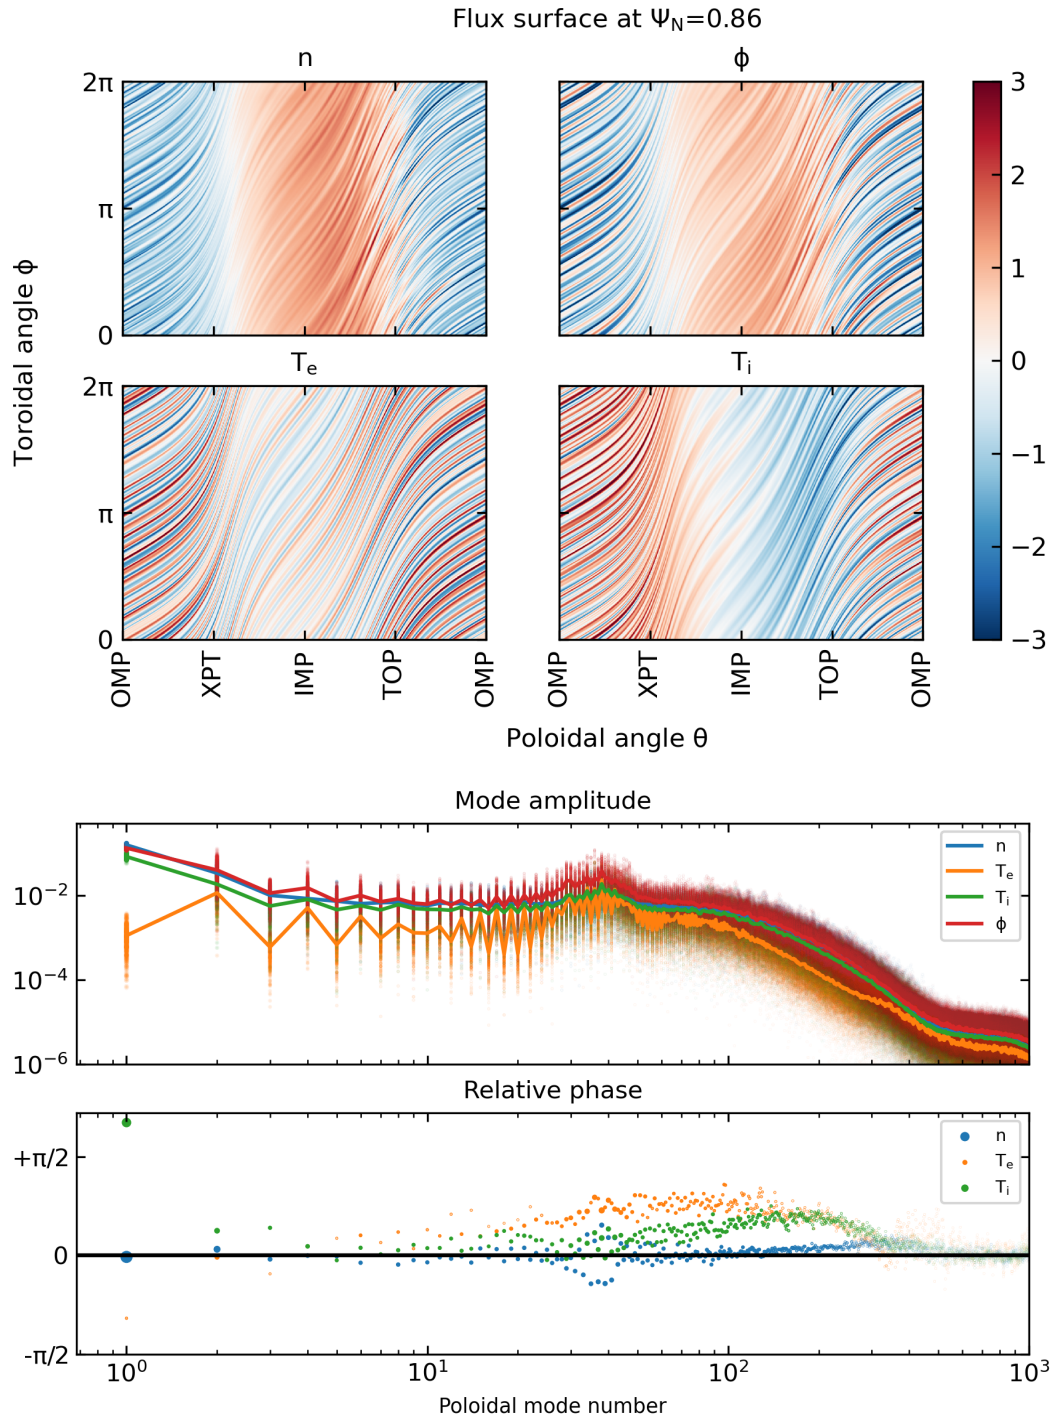 Flux surface at Ψ_N=0.86
n
ϕ
2π
π
0
Toroidal angle ϕ
T_e
T_i
2π
π
0
OMP
XPT
IMP
TOP
OMP
OMP
XPT
IMP
TOP
OMP
Poloidal angle θ
3
2
1
0
−1
−2
−3
Mode amplitude
10^−2
10^−4
10^−6
n
T_e
T_i
ϕ
Relative phase
+π/2
0
-π/2
n
T_e
T_i
10^0
10^1
10^2
10^3
Poloidal mode number